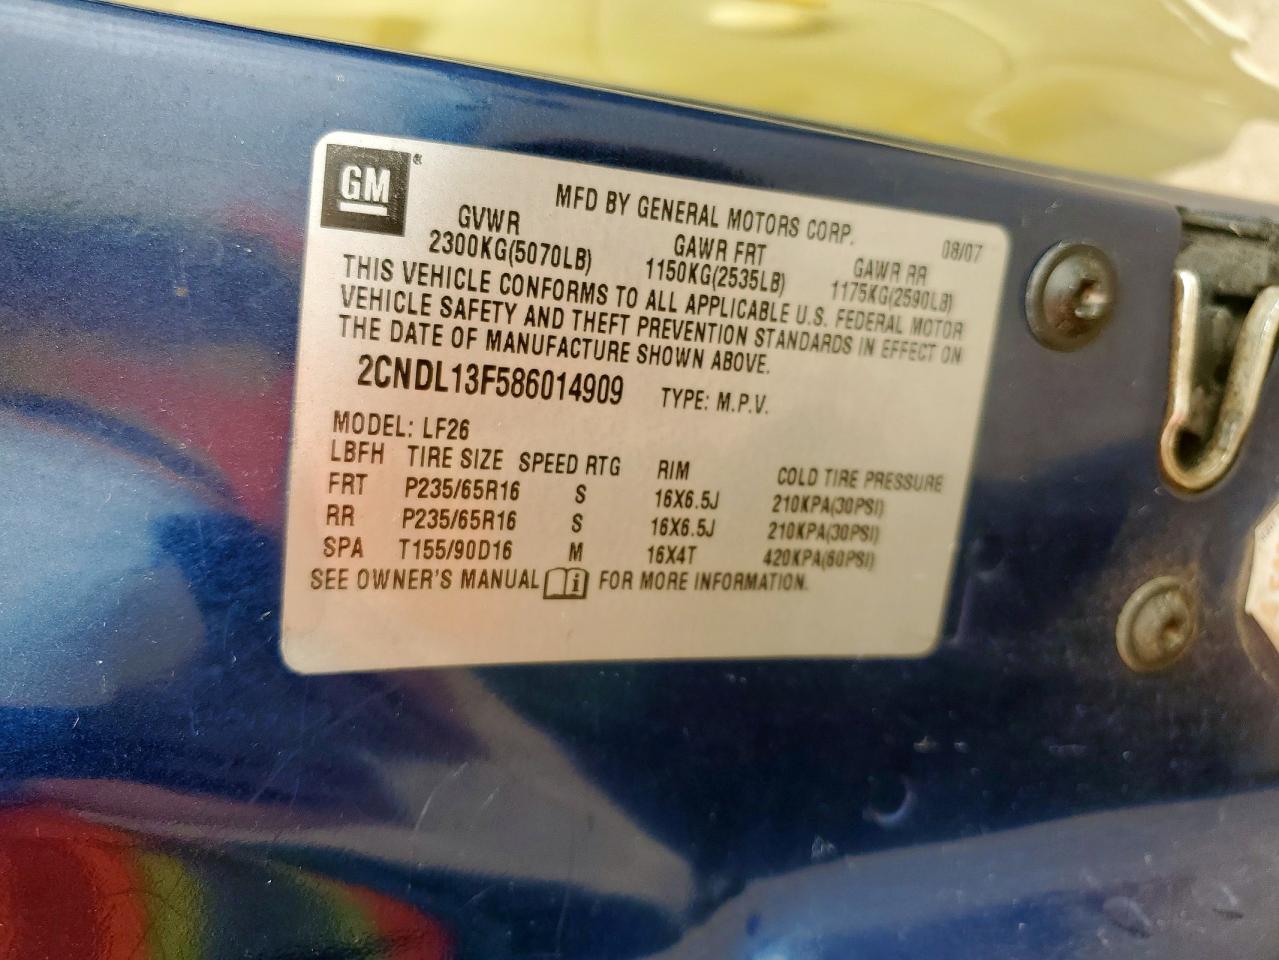 GM®
MFD BY GENERAL MOTORS CORP.
08/07
GVWR GAWR FRT GAWR RR
2300KG(5070LB) 1150KG(2535LB) 1175KG(2590LB)
THIS VEHICLE CONFORMS TO ALL APPLICABLE U.S. FEDERAL MOTOR
VEHICLE SAFETY AND THEFT PREVENTION STANDARDS IN EFFECT ON
THE DATE OF MANUFACTURE SHOWN ABOVE.
2CNDL13F586014909 TYPE: M.P.V.
MODEL: LF26
LBFH TIRE SIZE SPEED RTG RIM COLD TIRE PRESSURE
FRT P235/65R16 S 16X6.5J 210KPA(30PSI)
RR P235/65R16 S 16X6.5J 210KPA(30PSI)
SPA T155/90D16 M 16X4T 420KPA(60PSI)
SEE OWNER'S MANUAL i FOR MORE INFORMATION.